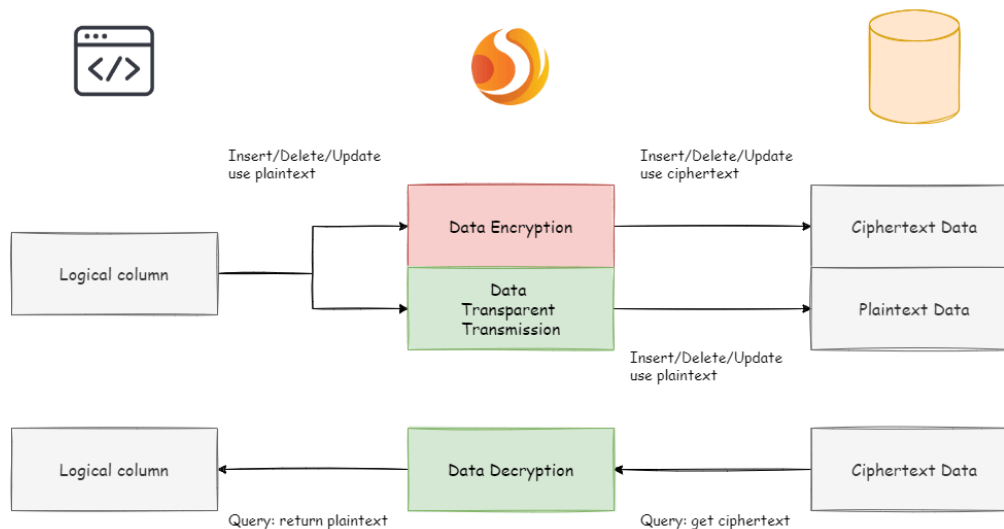 </>
Insert/Delete/Update
use plaintext
Insert/Delete/Update
use ciphertext
Data Encryption
Ciphertext Data
Logical column
Data
Transparent
Transmission
Plaintext Data
Insert/Delete/Update
use plaintext
Logical column
Data Decryption
Ciphertext Data
Query: return plaintext
Query: get ciphertext